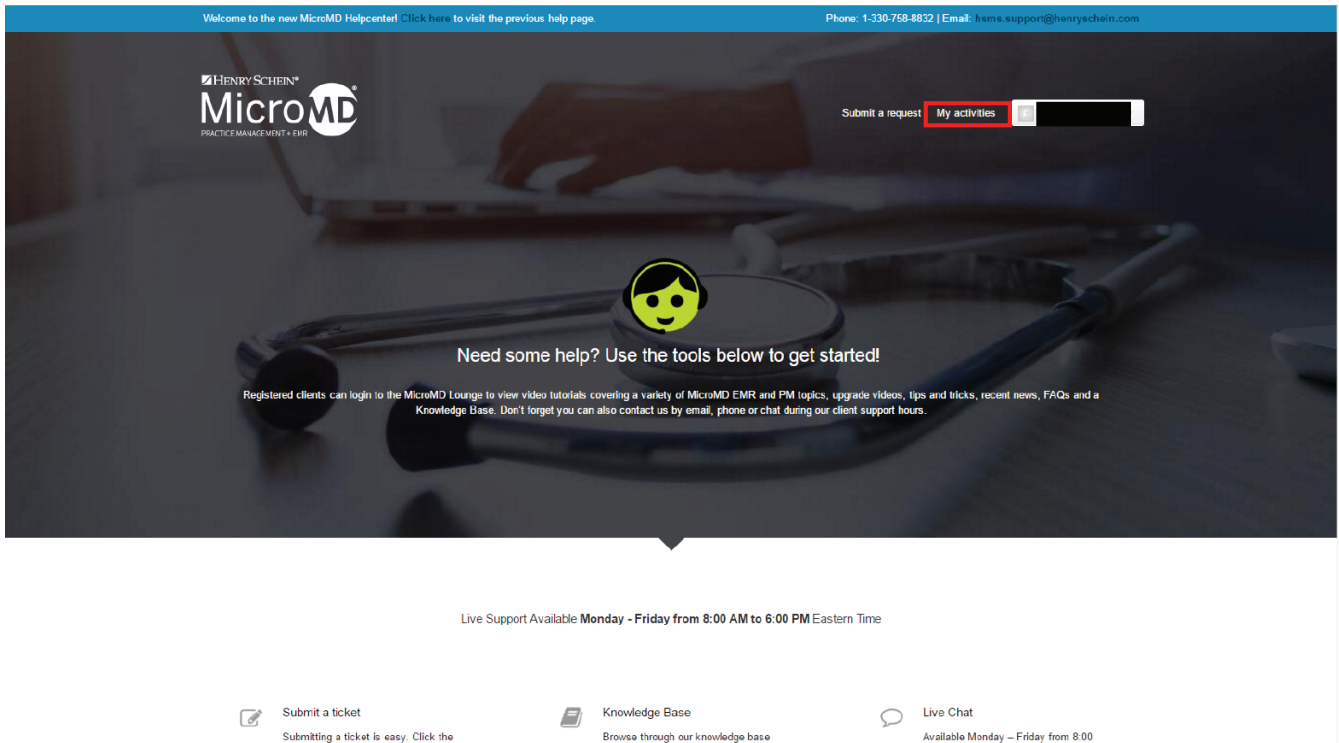 Welcome to the new MicroMD Helpcenter! Click here to visit the previous help page.
Phone: 1-330-758-8832 | Email: hsms.support@henryschein.com
HENRY SCHEIN®
MicroMD®
PRACTICE MANAGEMENT + EMR
Submit a request
My activities
Need some help? Use the tools below to get started!
Registered clients can login to the MicroMD Lounge to view video tutorials covering a variety of MicroMD EMR and PM topics, upgrade videos, tips and tricks, recent news, FAQs and a
Knowledge Base. Don't forget you can also contact us by email, phone or chat during our client support hours.
Live Support Available Monday - Friday from 8:00 AM to 6:00 PM Eastern Time
Submit a ticket
Submitting a ticket is easy. Click the
Knowledge Base
Browse through our knowledge base
Live Chat
Available Monday – Friday from 8:00